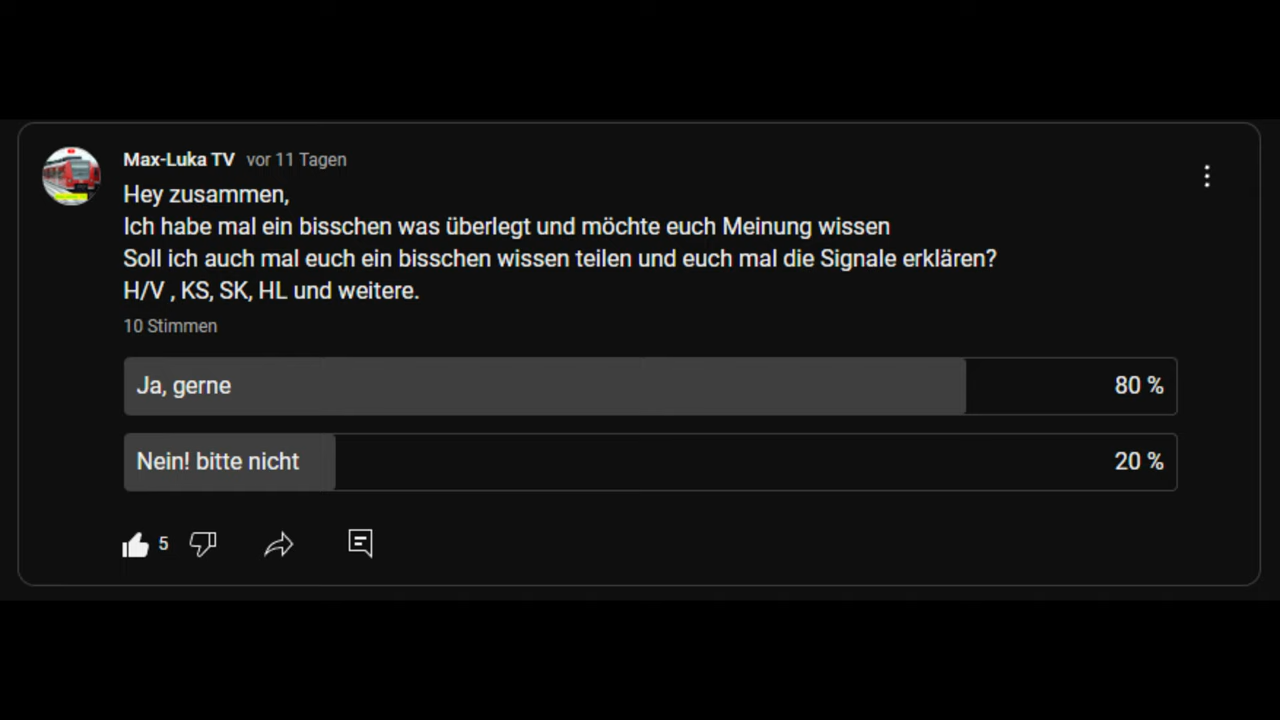 Max-Luka TV vor 11 Tagen
Hey zusammen,
Ich habe mal ein bisschen was überlegt und möchte euch Meinung wissen
Soll ich auch mal euch ein bisschen wissen teilen und euch mal die Signale erklären?
H/V , KS, SK, HL und weitere.
10 Stimmen
Ja, gerne 80 %
Nein! bitte nicht 20 %
5